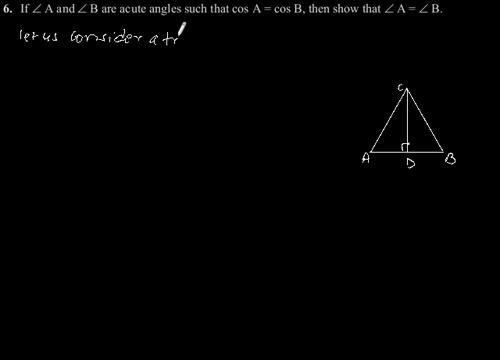 6. If ∠ A and ∠ B are acute angles such that cos A = cos B, then show that ∠ A = ∠ B.
let us consider a tr
C
A
D
B